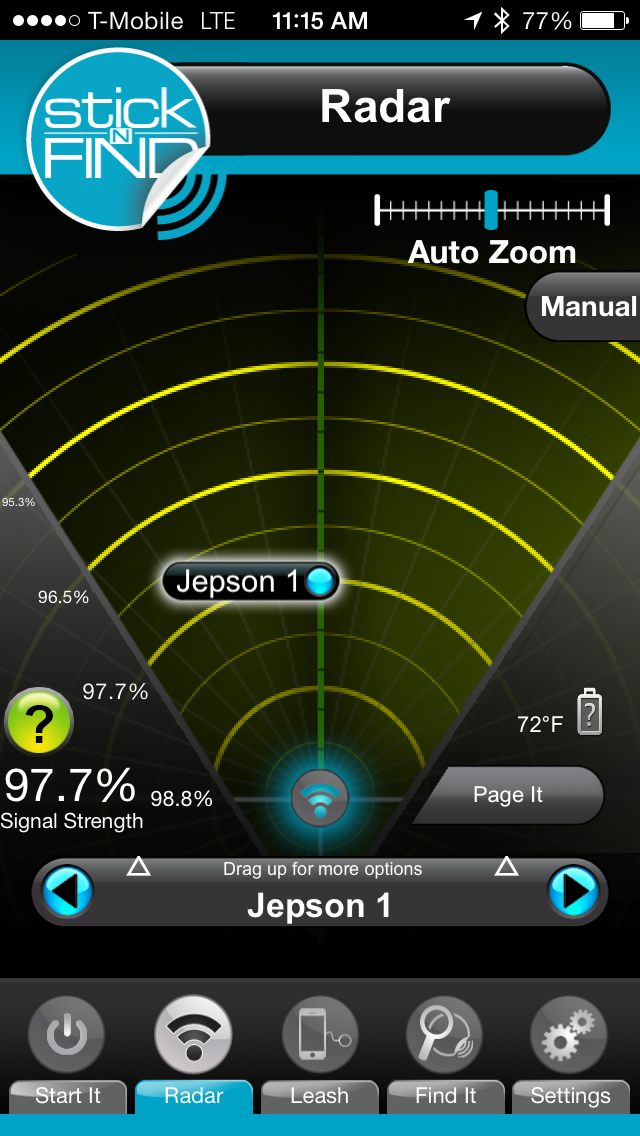 T-Mobile LTE 11:15 AM 77%
stick
N
FIND
Radar
Auto Zoom
Manual
95.3%
Jepson 1
96.5%
97.7%
?
72°F
?
97.7%
98.8%
Page It
Signal Strength
Drag up for more options
Jepson 1
Start It
Radar
Leash
Find It
Settings